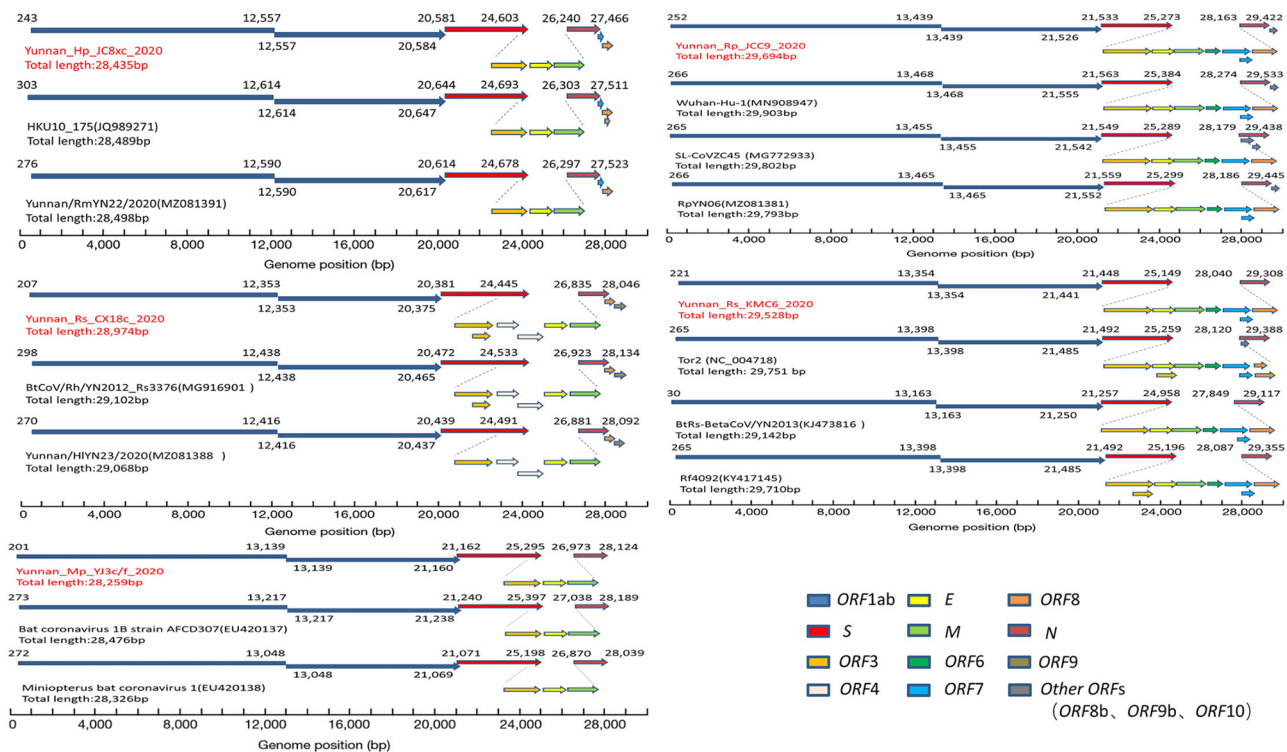 243 12,557 20,581 24,603 26,240 27,466
12,557 20,584
Yunnan_Hp_JC8xc_2020
Total length:28,435bp
303 12,614 20,644 24,693 26,303 27,511
12,614 20,647
HKU10_175(JQ989271)
Total length:28,489bp
276 12,590 20,614 24,678 26,297 27,523
12,590 20,617
Yunnan/RmYN22/2020(MZ081391)
Total length:28,498bp
0 4,000 8,000 12,000 16,000 20,000 24,000 28,000
Genome position (bp)
207 12,353 20,381 24,445 26,835 28,046
12,353 20,375
Yunnan_Rs_CX18c_2020
Total length:28,974bp
298 12,438 20,472 24,533 26,923 28,134
12,438 20,465
BtCoV/Rh/YN2012_Rs3376(MG916901 )
Total length:29,102bp
270 12,416 20,439 24,491 26,881 28,092
12,416 20,437
Yunnan/HlYN23/2020(MZ081388 )
Total length:29,068bp
0 4,000 8,000 12,000 16,000 20,000 24,000 28,000
Genome position (bp)
201 13,139 21,162 25,295 26,973 28,124
13,139 21,160
Yunnan_Mp_YJ3c/f_2020
Total length:28,259bp
273 13,217 21,240 25,397 27,038 28,189
13,217 21,238
Bat coronavirus 1B strain AFCD307(EU420137)
Total length:28,476bp
272 13,048 21,071 25,198 26,870 28,039
13,048 21,069
Miniopterus bat coronavirus 1(EU420138)
Total length:28,326bp
0 4,000 8,000 12,000 16,000 20,000 24,000 28,000
Genome position (bp)
252 13,439 21,533 25,273 28,163 29,422
13,439 21,526
Yunnan_Rp_JCC9_2020
Total length:29,694bp
266 13,468 21,563 25,384 28,274 29,533
13,468 21,555
Wuhan-Hu-1(MN908947)
Total length:29,903bp
265 13,455 21,549 25,289 28,179 29,438
13,455 21,542
SL-CoVZC45 (MG772933)
Total length:29,802bp
266 13,465 21,559 25,299 28,186 29,445
13,465 21,552
RpYN06(MZ081381)
Total length:29,793bp
0 4,000 8,000 12,000 16,000 20,000 24,000 28,000
Genome position (bp)
221 13,354 21,448 25,149 28,040 29,308
13,354 21,441
Yunnan_Rs_KMC6_2020
Total length:29,528bp
265 13,398 21,492 25,259 28,120 29,388
13,398 21,485
Tor2 (NC_004718)
Total length:29,751 bp
30 13,163 21,257 24,958 27,849 29,117
13,163 21,250
BtRs-BetaCoV/YN2013(KJ473816 )
Total length:29,142bp
265 13,398 21,492 25,196 28,087 29,355
13,398 21,485
Rf4092(KY417145)
Total length:29,710bp
0 4,000 8,000 12,000 16,000 20,000 24,000 28,000
Genome position (bp)
ORF1ab E ORF8
S M N
ORF3 ORF6 ORF9
ORF4 ORF7 Other ORFs
（ORF8b、ORF9b、ORF10）